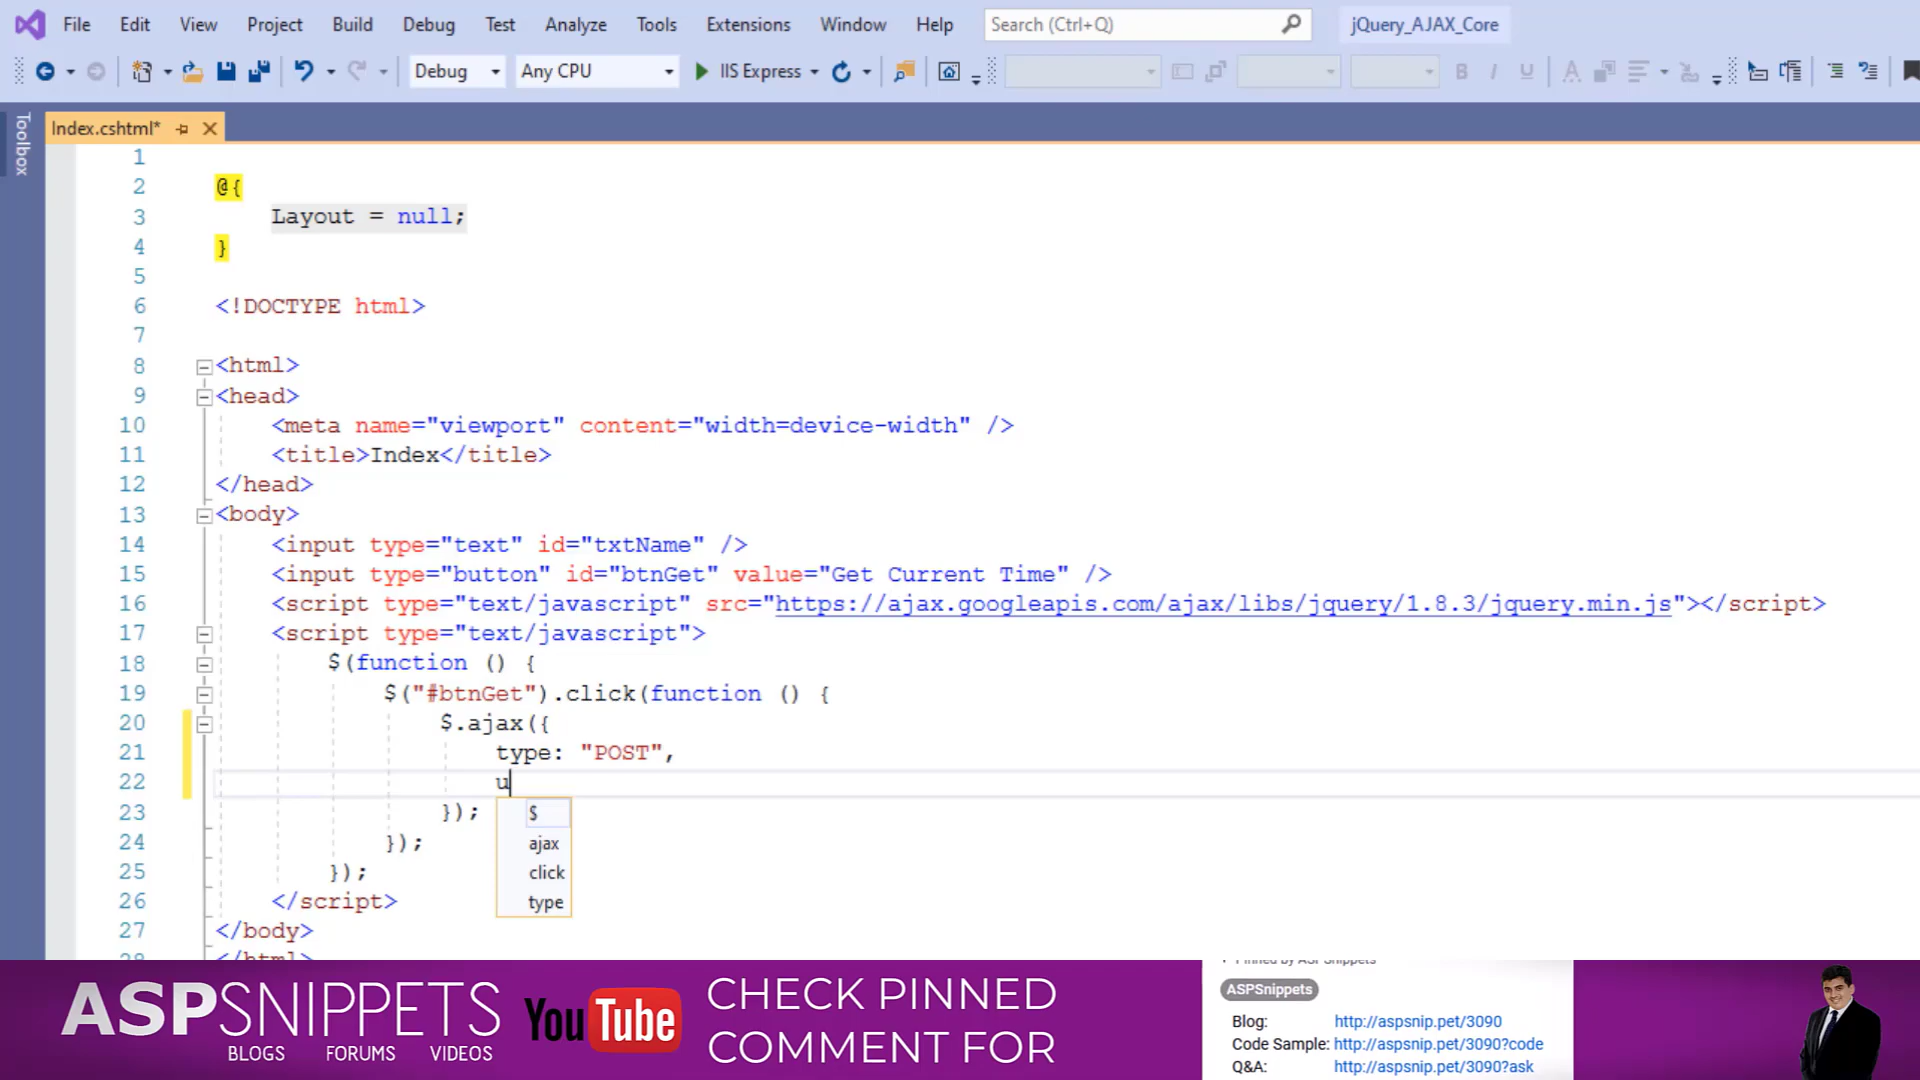 File Edit View Project Build Debug Test Analyze Tools Extensions Window Help Search (Ctrl+Q) jQuery_AJAX_Core
Debug Any CPU IIS Express
Toolbox
Index.cshtml*
1
2 @{
3 Layout = null;
4 }
5
6 <!DOCTYPE html>
7
8 <html>
9 <head>
10 <meta name="viewport" content="width=device-width" />
11 <title>Index</title>
12 </head>
13 <body>
14 <input type="text" id="txtName" />
15 <input type="button" id="btnGet" value="Get Current Time" />
16 <script type="text/javascript" src="https://ajax.googleapis.com/ajax/libs/jquery/1.8.3/jquery.min.js"></script>
17 <script type="text/javascript">
18 $(function () {
19 $("#btnGet").click(function () {
20 $.ajax({
21 type: "POST",
22 u
23 });
24 });
25 });
26 </script>
27 </body>
28 </html>
$
ajax
click
type
ASPSNIPPETS
BLOGS FORUMS VIDEOS
YouTube
CHECK PINNED
COMMENT FOR
Pinned by ASPSnippets
ASPSnippets
Blog: http://aspsnip.pet/3090
Code Sample: http://aspsnip.pet/3090?code
Q&A: http://aspsnip.pet/3090?ask